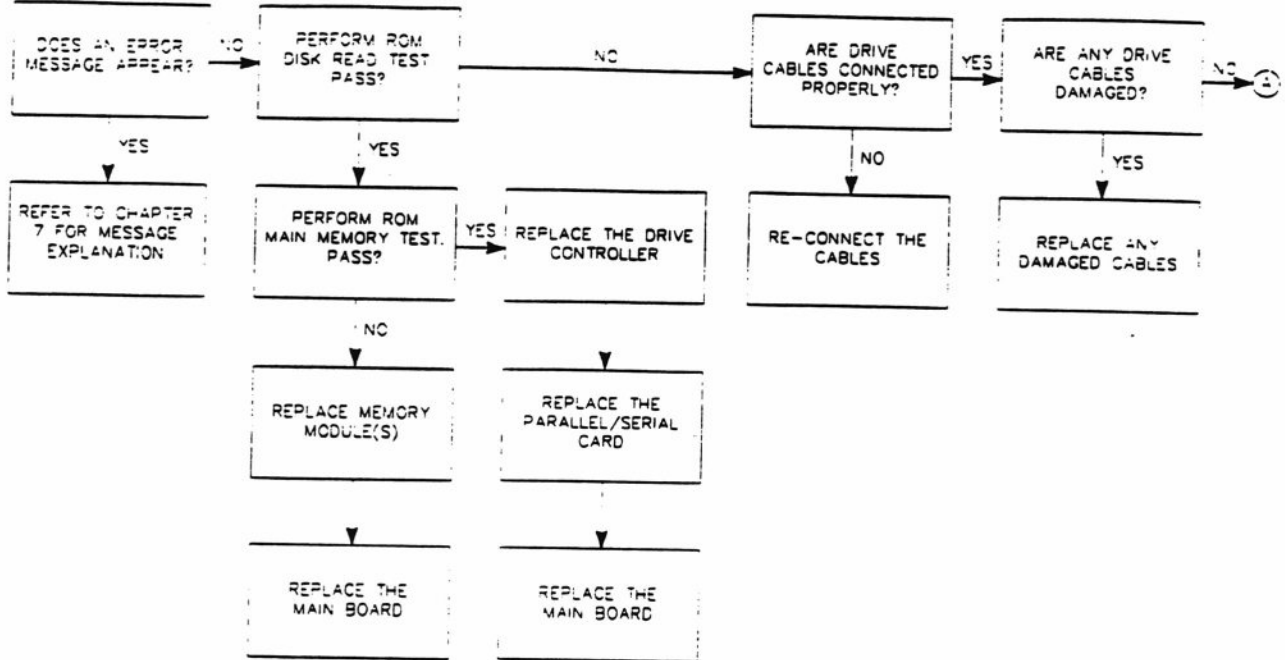 DOES AN ERROR
MESSAGE APPEAR?
NO
PERFORM ROM
DISK READ TEST
PASS?
NO
ARE DRIVE
CABLES CONNECTED
PROPERLY?
YES
ARE ANY DRIVE
CABLES
DAMAGED?
NO
A
YES
YES
NO
YES
REFER TO CHAPTER
7 FOR MESSAGE
EXPLANATION
PERFORM ROM
MAIN MEMORY TEST.
PASS?
YES
REPLACE THE DRIVE
CONTROLLER
RE-CONNECT THE
CABLES
REPLACE ANY
DAMAGED CABLES
NO
REPLACE MEMORY
MODULE(S)
REPLACE THE
PARALLEL/SERIAL
CARD
REPLACE THE
MAIN BOARD
REPLACE THE
MAIN BOARD